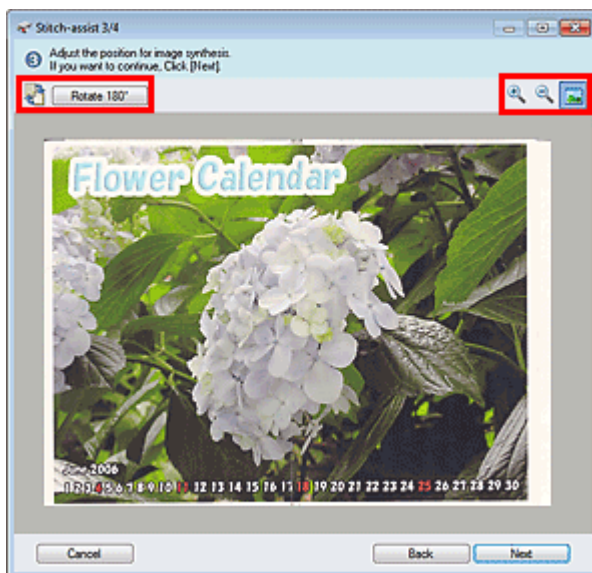 Stitch-assist 3/4
3 Adjust the position for image synthesis.
If you want to continue, Click [Next].
Rotate 180°
Flower Calendar
June 2006
1 2 3 4 5 6 7 8 9 10 11 12 13 14 15 16 17 18 19 20 21 22 23 24 25 26 27 28 29 30
Cancel Back Next